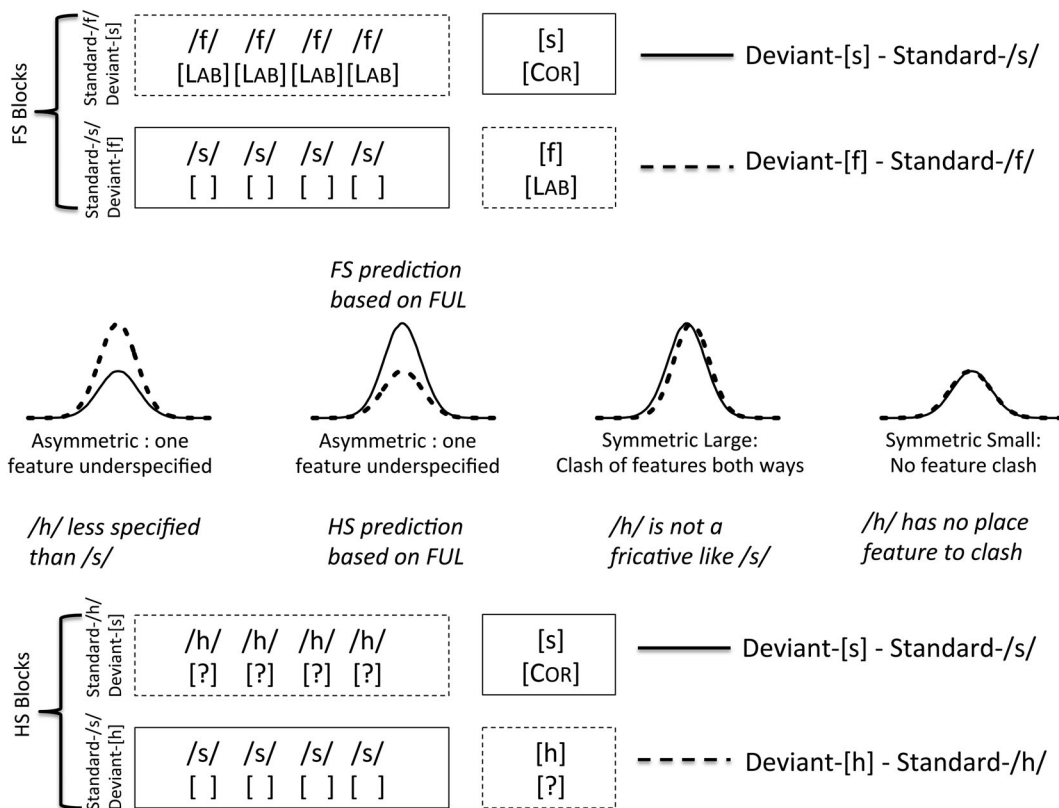 FS Blocks
Standard-/f/
Deviant-[s]
/f/ /f/ /f/ /f/
[LAB] [LAB] [LAB] [LAB]
[s]
[COR]
Deviant-[s] - Standard-/s/
Standard-/s/
Deviant-[f]
/s/ /s/ /s/ /s/
[ ] [ ] [ ] [ ]
[f]
[LAB]
Deviant-[f] - Standard-/f/
FS prediction
based on FUL
Asymmetric : one
feature underspecified
Asymmetric : one
feature underspecified
Symmetric Large:
Clash of features both ways
Symmetric Small:
No feature clash
/h/ less specified
than /s/
HS prediction
based on FUL
/h/ is not a
fricative like /s/
/h/ has no place
feature to clash
HS Blocks
Standard-/h/
Deviant-[s]
/h/ /h/ /h/ /h/
[?] [?] [?] [?]
[s]
[COR]
Deviant-[s] - Standard-/s/
Standard-/s/
Deviant-[h]
/s/ /s/ /s/ /s/
[ ] [ ] [ ] [ ]
[h]
[?]
Deviant-[h] - Standard-/h/